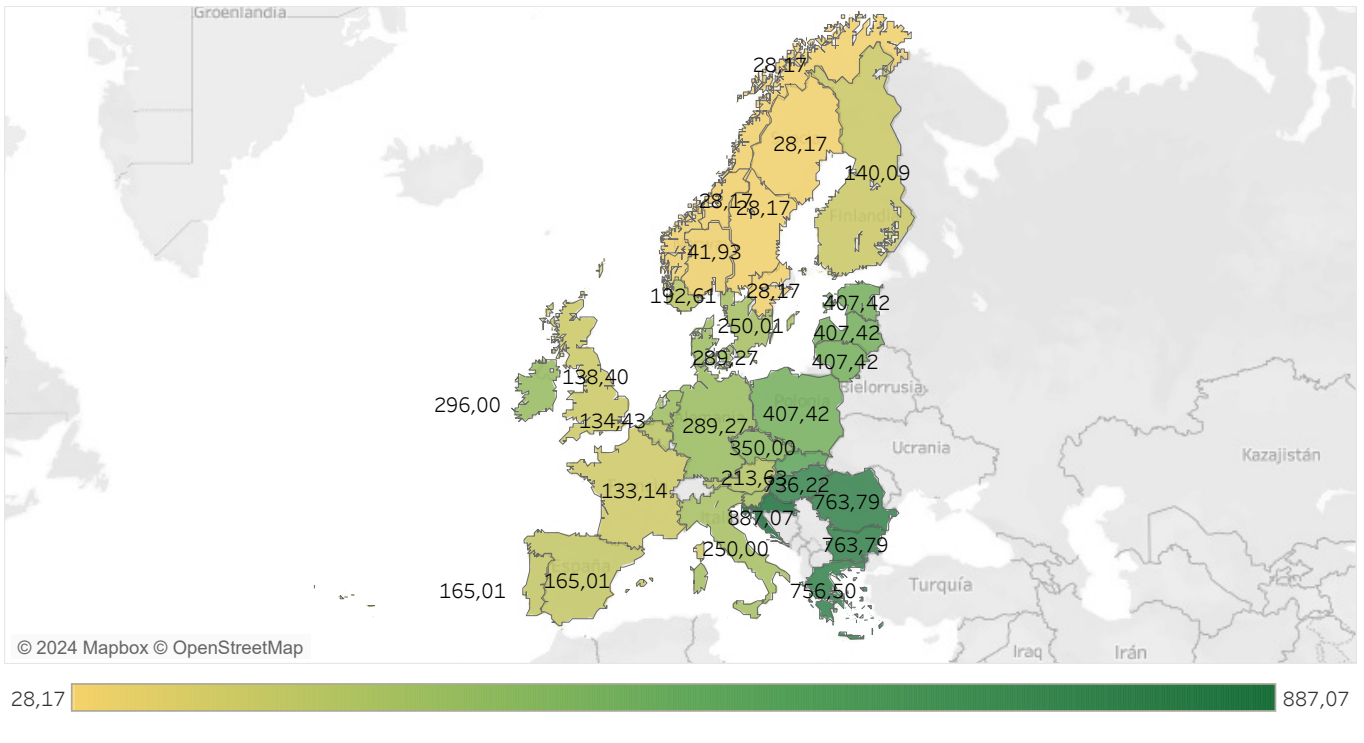 Groenlandia
28,17
28,17
140,09
28,17
28,17
Finlandia
41,93
28,17
192,61
407,42
250,01
407,42
289,27
407,42
138,40
Bielorrusia
Polonia
296,00
407,42
134,43
289,27
350,00
Ucrania
Kazajistán
213,63
736,22
133,14
763,79
887,07
250,00
763,79
España
165,01
165,01
756,50
Turquía
© 2024 Mapbox © OpenStreetMap
Iraq
Irán
28,17
887,07